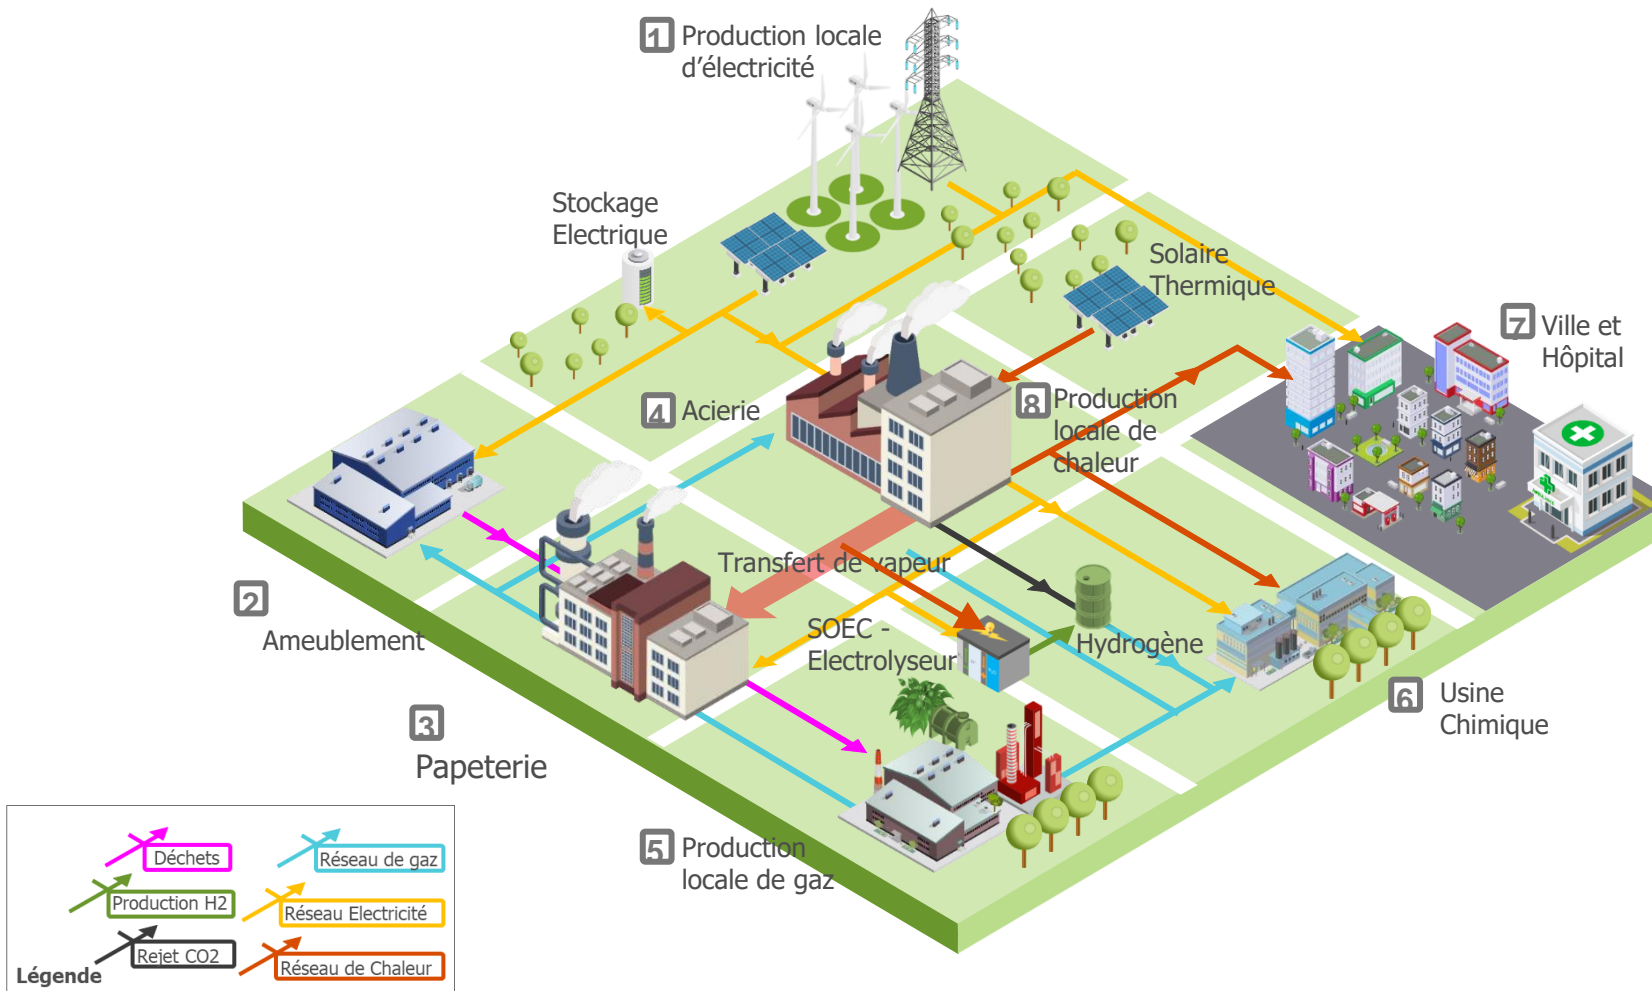 1 Production locale
d'électricité
Stockage
Electrique
Solaire
Thermique
7 Ville et
Hôpital
4 Acierie
8 Production
locale de
chaleur
Transfert de vapeur
2
Ameublement
SOEC -
Electrolyseur
Hydrogène
3
Papeterie
6 Usine
Chimique
5 Production
locale de gaz
Déchets
Réseau de gaz
Production H2
Réseau Electricité
Rejet CO2
Réseau de Chaleur
Légende